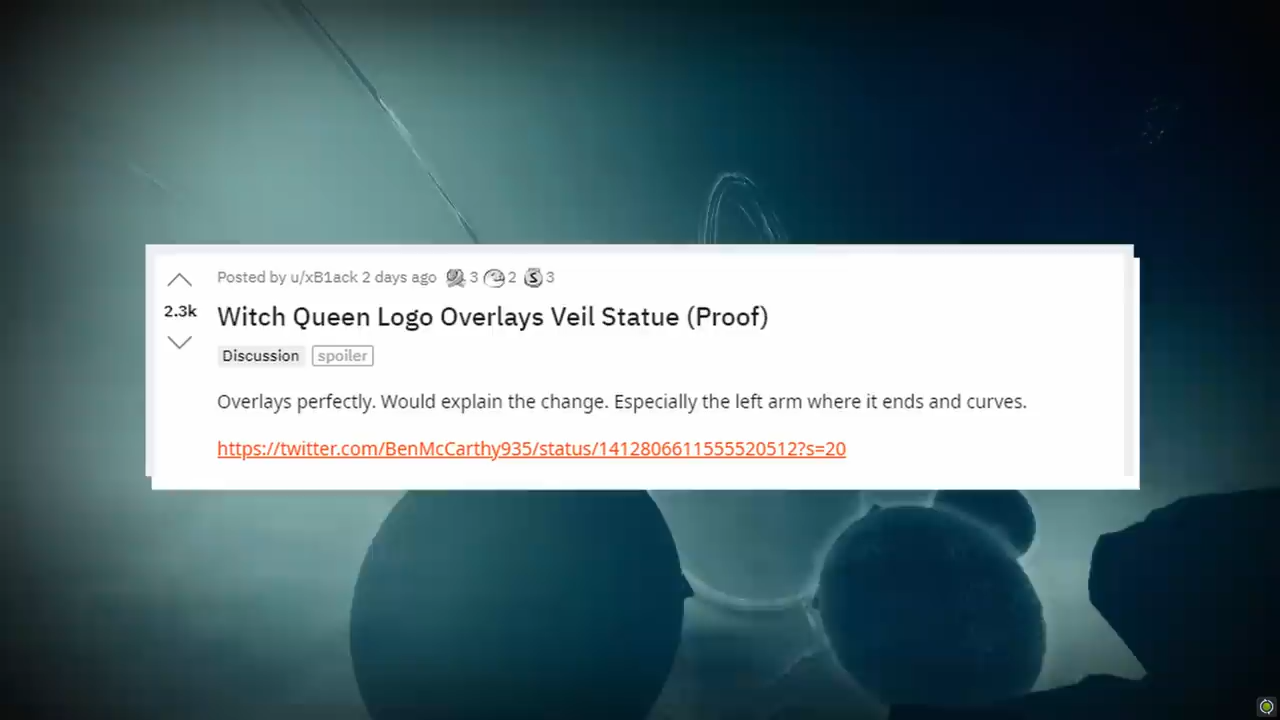 Posted by u/xB1ack 2 days ago 3 2 S 3
2.3k
Witch Queen Logo Overlays Veil Statue (Proof)
Discussion spoiler
Overlays perfectly. Would explain the change. Especially the left arm where it ends and curves.
https://twitter.com/BenMcCarthy935/status/1412806611555520512?s=20